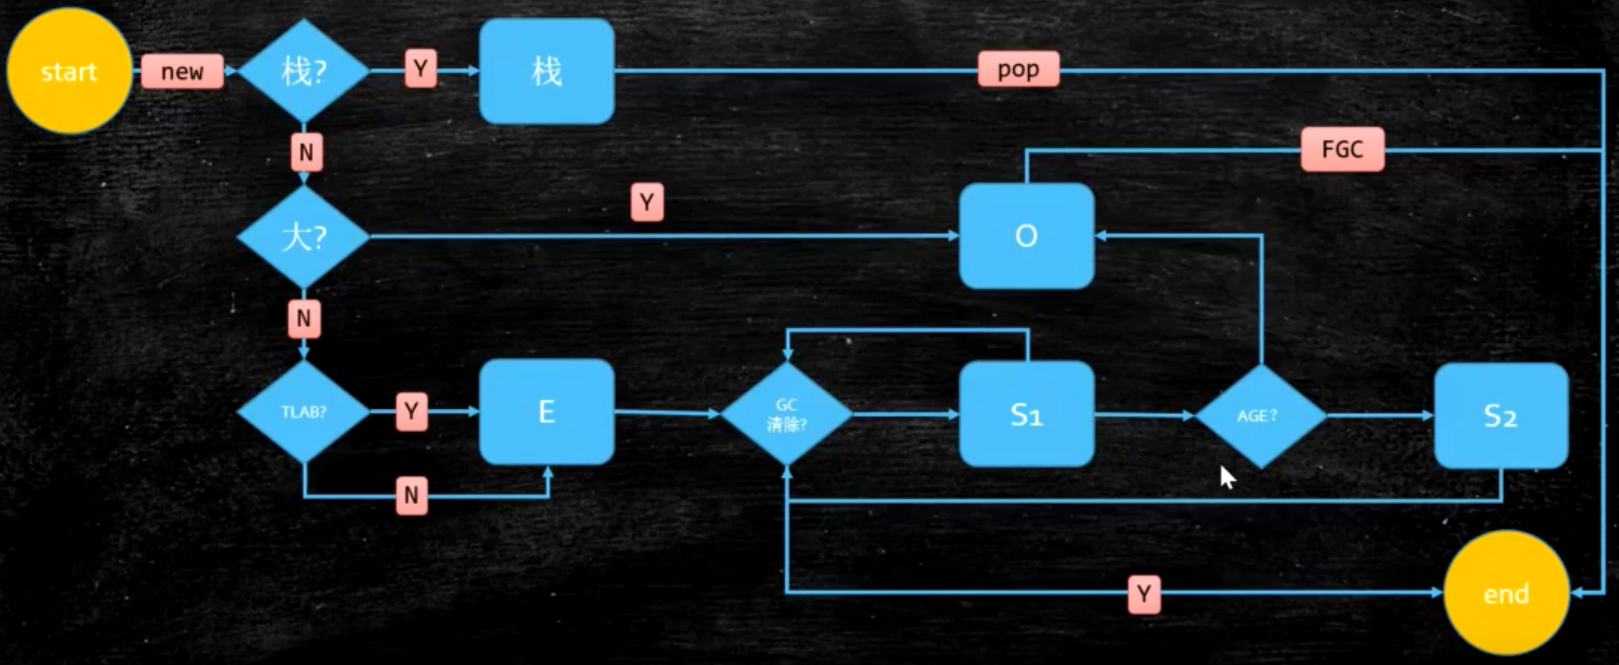 start
new
栈?
Y
栈
pop
N
FGC
Y
大?
O
N
TLAB?
Y
E
GC
清除?
S1
AGE?
S2
N
Y
end